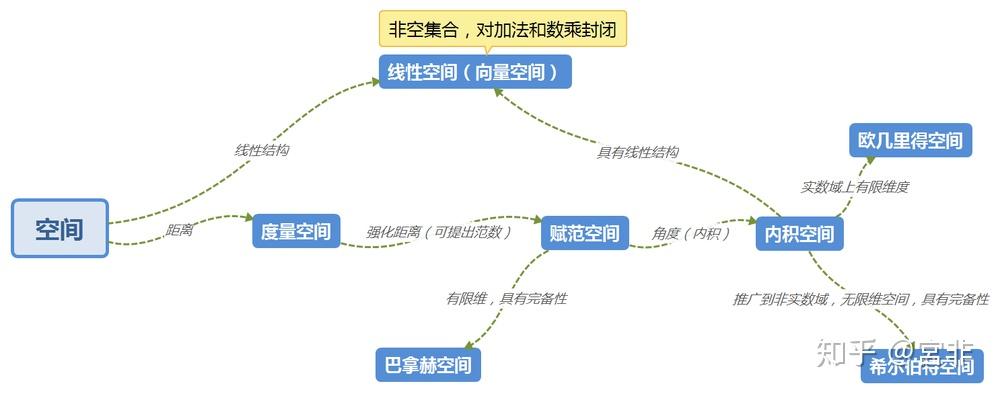 非空集合，对加法和数乘封闭
线性空间（向量空间）
欧几里得空间
线性结构
具有线性结构
实数域上有限维度
空间
距离
度量空间
强化距离（可提出范数）
赋范空间
角度（内积）
内积空间
有限维，具有完备性
推广到非实数域，无限维空间，具有完备性
巴拿赫空间
希尔伯特空间
知乎 @宫非